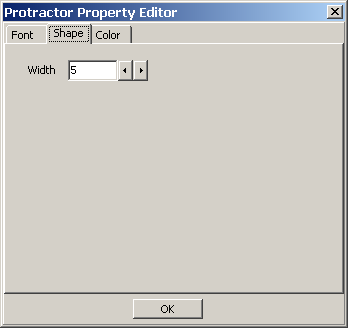 Protractor Property Editor
Font Shape Color
Width 5
OK